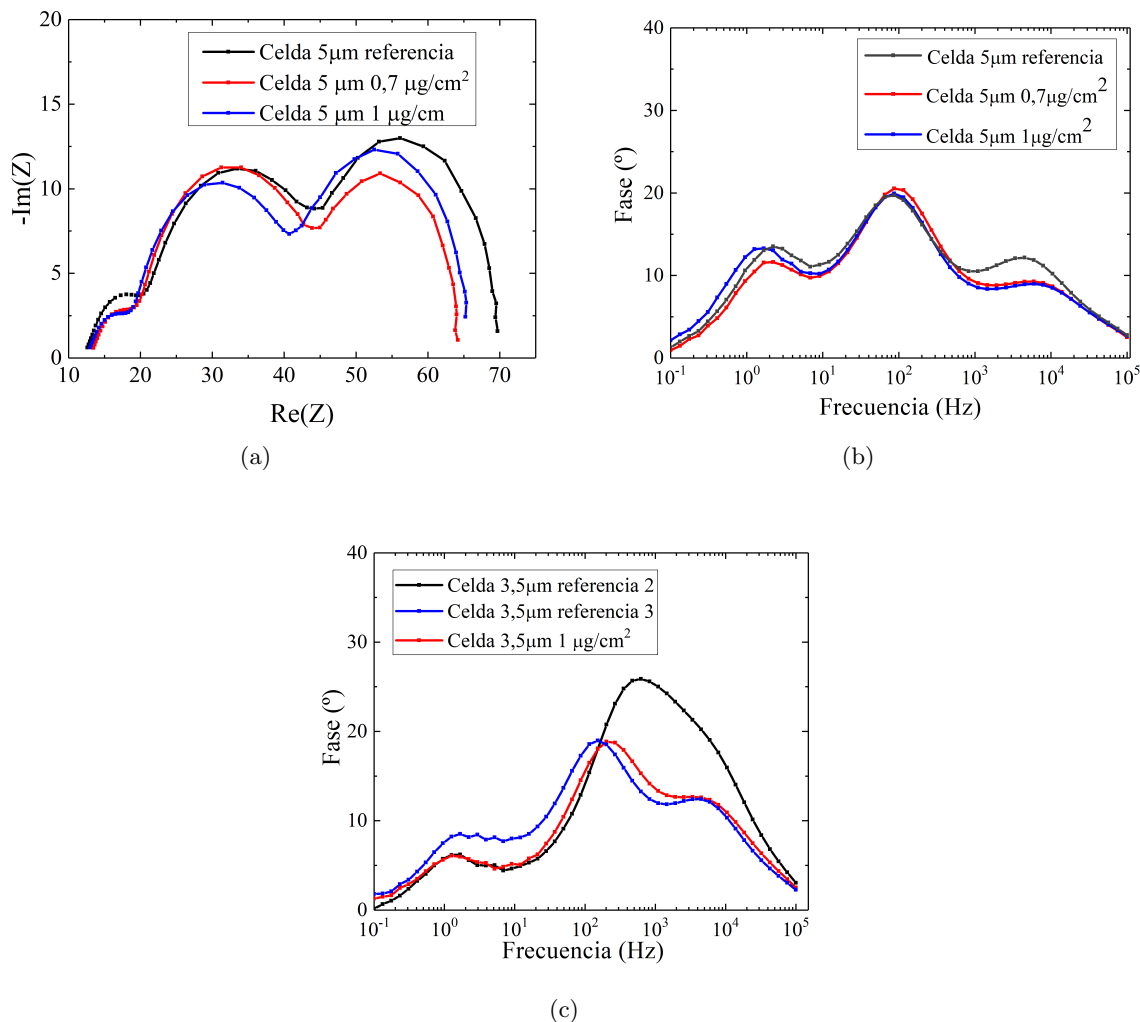 20
15
10
5
0
-Im(Z)
Celda 5μm referencia
Celda 5 μm 0,7 μg/cm²
Celda 5 μm 1 μg/cm
10 20 30 40 50 60 70
Re(Z)
(a)
40
30
20
10
0
Fase (º)
Celda 5μm referencia
Celda 5μm 0,7μg/cm²
Celda 5μm 1μg/cm²
10⁻¹ 10⁰ 10¹ 10² 10³ 10⁴ 10⁵
Frecuencia (Hz)
(b)
40
30
20
10
0
Fase (º)
Celda 3,5μm referencia 2
Celda 3,5μm referencia 3
Celda 3,5μm 1 μg/cm²
10⁻¹ 10⁰ 10¹ 10² 10³ 10⁴ 10⁵
Frecuencia (Hz)
(c)